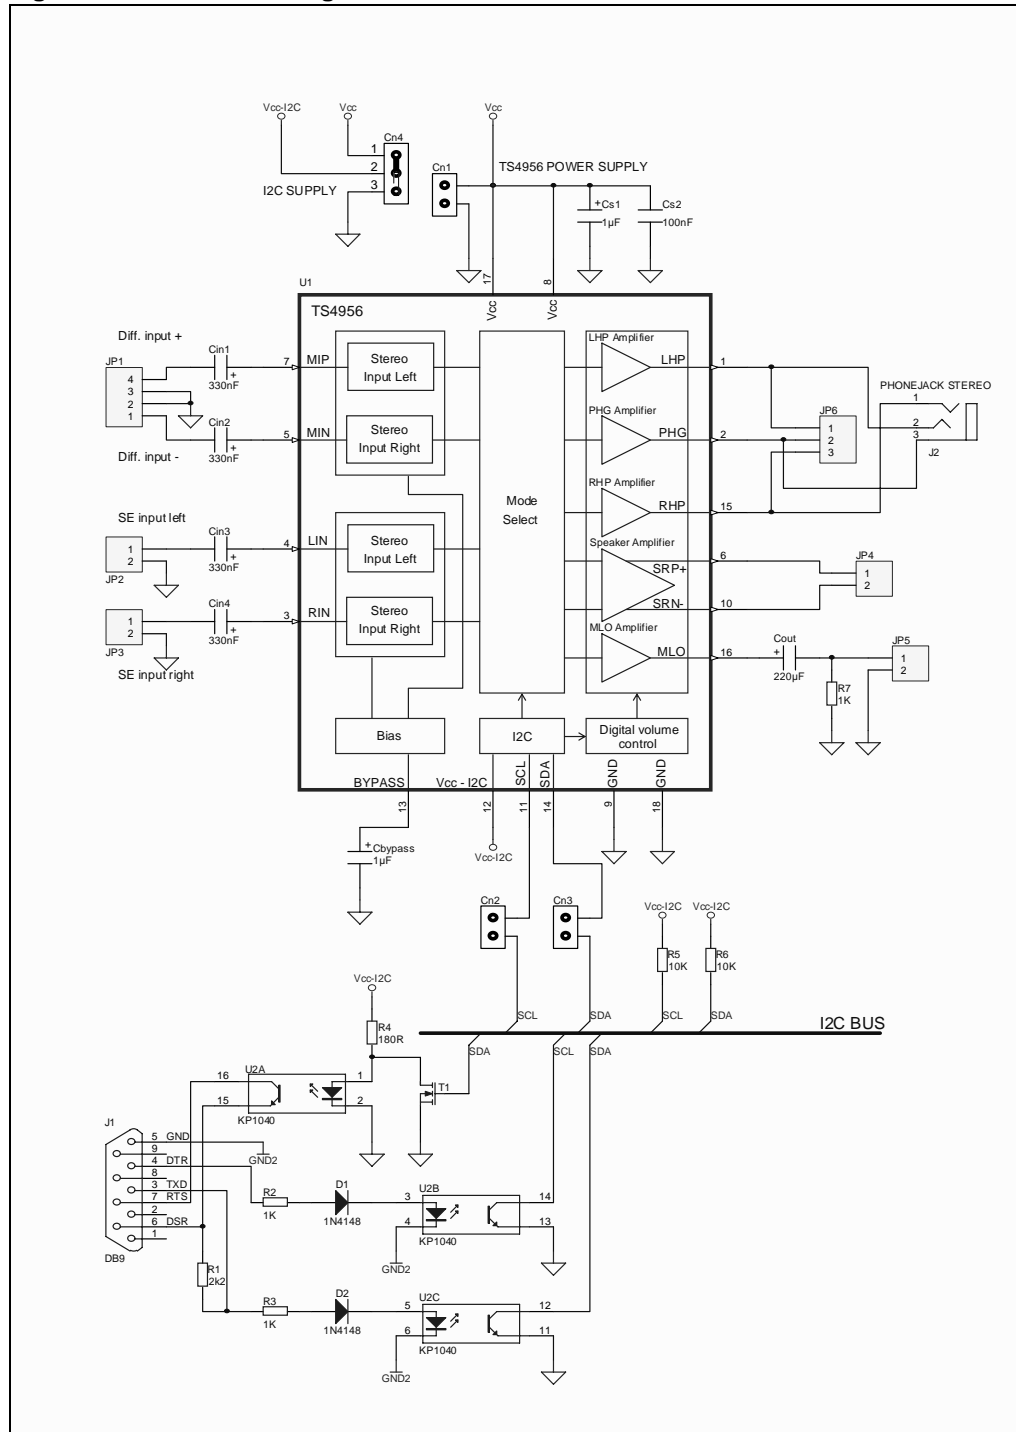 Vcc-I2C
Vcc
Vcc
Cn4
1
2
3
I2C SUPPLY
Cn1
TS4956 POWER SUPPLY
+
Cs1
1µF
Cs2
100nF
17
8
U1
TS4956
Vcc
Vcc
Diff. input +
JP1
4
3
2
1
Cin1
+
330nF
7
MIP
Stereo
Input Left
Cin2
+
330nF
5
MIN
Stereo
Input Right
Diff. input -
SE input left
JP2
1
2
Cin3
+
330nF
4
LIN
Stereo
Input Left
Cin4
+
330nF
3
RIN
Stereo
Input Right
JP3
1
2
SE input right
Mode
Select
LHP Amplifier
LHP
1
PHG Amplifier
PHG
2
RHP Amplifier
RHP
15
Speaker Amplifier
SRP+
6
SRN-
10
MLO Amplifier
MLO
16
PHONEJACK STEREO
1
2
3
J2
JP6
1
2
3
JP4
1
2
Cout
+
220µF
R7
1K
JP5
1
2
Bias
I2C
Digital volume
control
BYPASS
Vcc - I2C
SCL
SDA
GND
GND
13
12
11
14
9
18
+
Cbypass
1µF
Vcc-I2C
Cn2
Cn3
Vcc-I2C
Vcc-I2C
R5
10K
R6
10K
Vcc-I2C
R4
180R
SCL
SDA
SCL
SDA
I2C BUS
SDA
SCL
SDA
U2A
16
15
1
2
KP1040
T1
J1
5 GND
9
4 DTR
8
3 TXD
7 RTS
2
6 DSR
1
DB9
GND2
R2
1K
D1
1N4148
U2B
3
4
14
13
KP1040
GND2
R1
2k2
R3
1K
D2
1N4148
U2C
5
6
12
11
KP1040
GND2